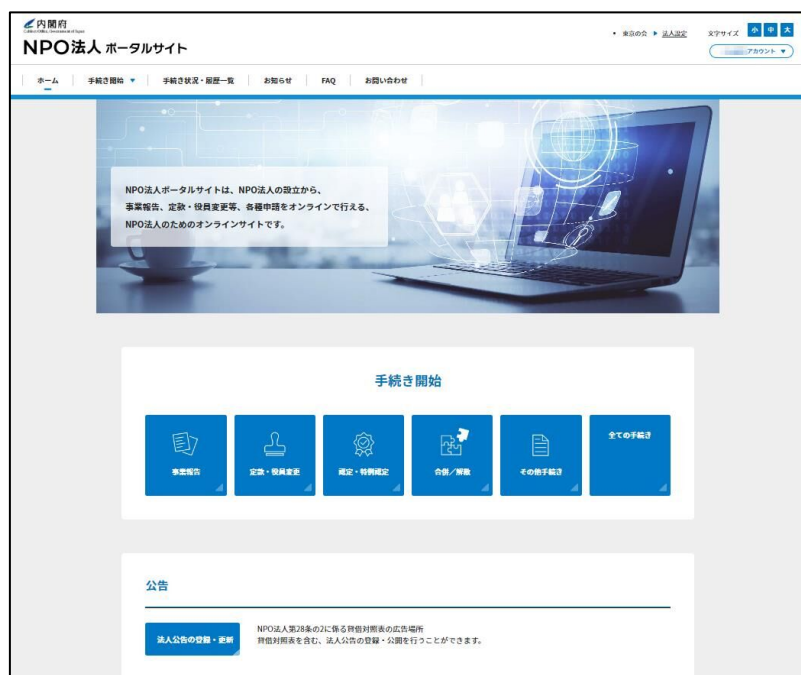 内閣府
NPO法人 ポータルサイト
• 東京の会 ▶ 法人設定
文字サイズ 小 中 大
アカウント ▼
ホーム 手続き開始 ▼ 手続き状況・履歴一覧 お知らせ FAQ お問い合わせ
NPO法人ポータルサイトは、NPO法人の設立から、
事業報告、定款・役員変更等、各種申請をオンラインで行える、
NPO法人のためのオンラインサイトです。
手続き開始
事業報告
定款・役員変更
認定・特例認定
合併/解散
その他手続き
全ての手続き
公告
法人公告の登録・更新
NPO法人第28条の2に係る貸借対照表の広告場所
貸借対照表を含む、法人公告の登録・公開を行うことができます。